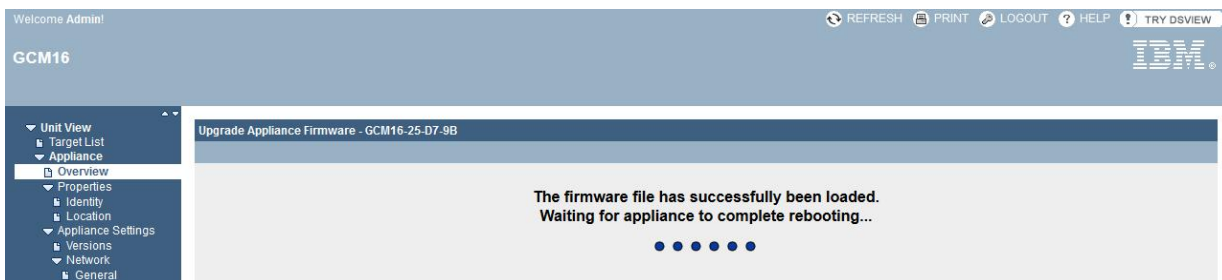 Welcome Admin!
REFRESH PRINT LOGOUT HELP TRY DSVIEW
GCM16
IBM®
Unit View
Target List
Appliance
Overview
Properties
Identity
Location
Appliance Settings
Versions
Network
General
Upgrade Appliance Firmware - GCM16-25-D7-9B
The firmware file has successfully been loaded.
Waiting for appliance to complete rebooting...